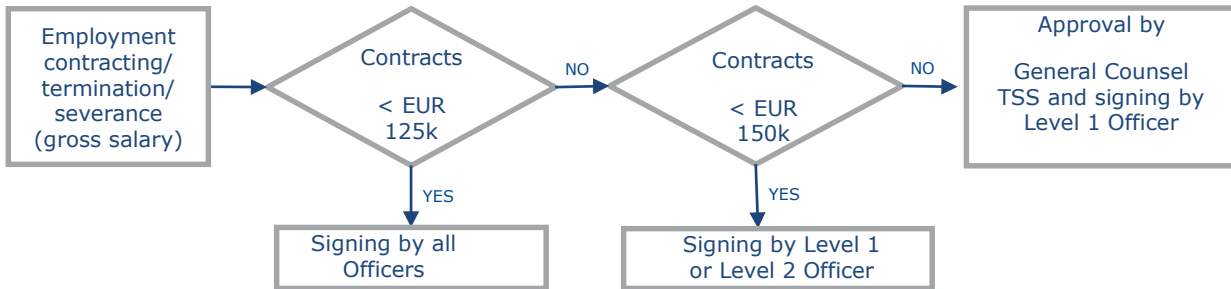 Employment
contracting/
termination/
severance
(gross salary)
Contracts
< EUR
125k
NO
Contracts
< EUR
150k
NO
Approval by
General Counsel
TSS and signing by
Level 1 Officer
YES
YES
Signing by all
Officers
Signing by Level 1
or Level 2 Officer